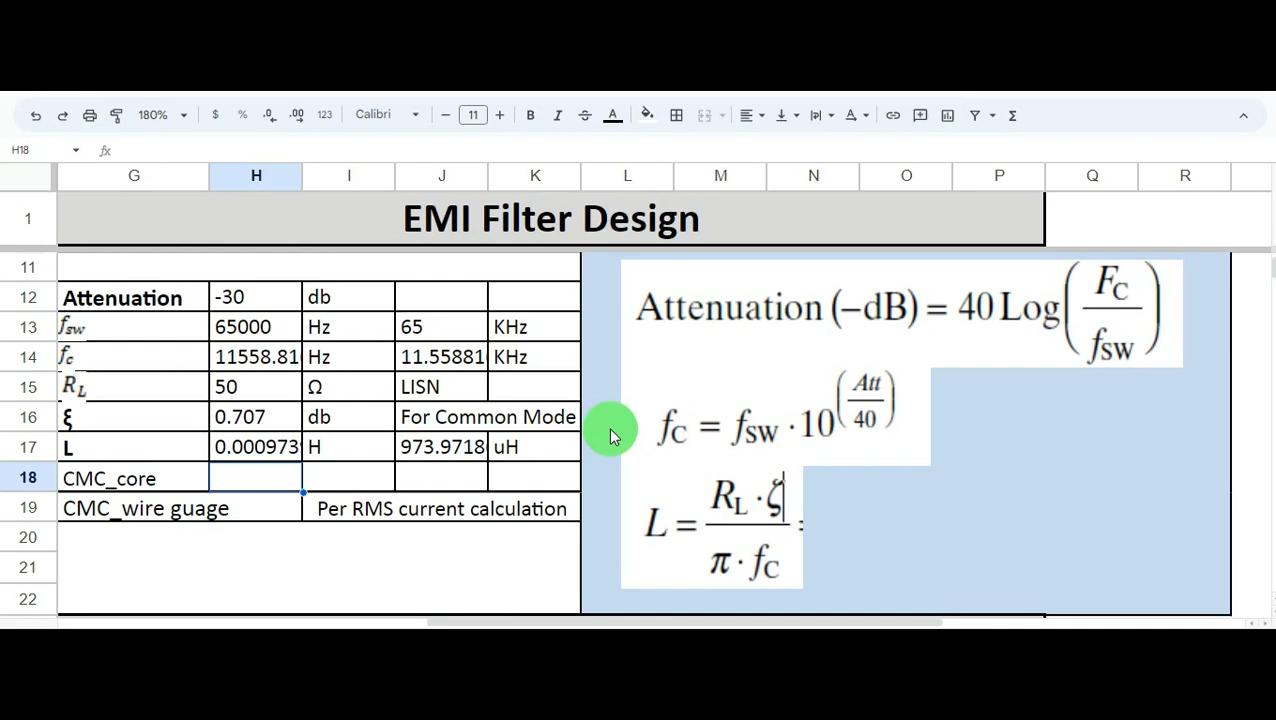 180% $ % .0 .00 123 Calibri 11 B I S A Σ
H18 fx
G H I J K L M N O P Q R
1 EMI Filter Design
11
12 Attenuation -30 db
13 fsw 65000 Hz 65 KHz
14 fc 11558.81 Hz 11.5588 KHz
15 RL 50 Ω LISN
16 ξ 0.707 db For Common Mode
17 L 0.000973 H 973.9718 uH
18 CMC_core
19 CMC_wire guage Per RMS current calculation
20
21
22
Attenuation (−dB) = 40 Log(FC / fSW)
fC = fSW · 10^(Att / 40)
L = RL · ζ / π · fC =